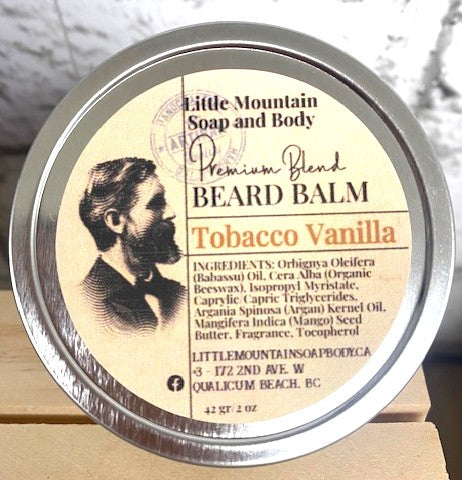 Little Mountain
Soap and Body
Premium Blend
BEARD BALM
Tobacco Vanilla
INGREDIENTS: Orbignya Oleifera
(Babassu) Oil, Cera Alba (Organic
Beeswax), Isopropyl Myristate,
Caprylic/Capric Triglycerides,
Argania Spinosa (Argan) Kernel Oil,
Mangifera Indica (Mango) Seed
Butter, Fragrance, Tocopherol
LITTLEMOUNTAINSOAPBODY.CA
-3 - 172 2ND AVE. W
QUALICUM BEACH, BC
42 gr/2 oz